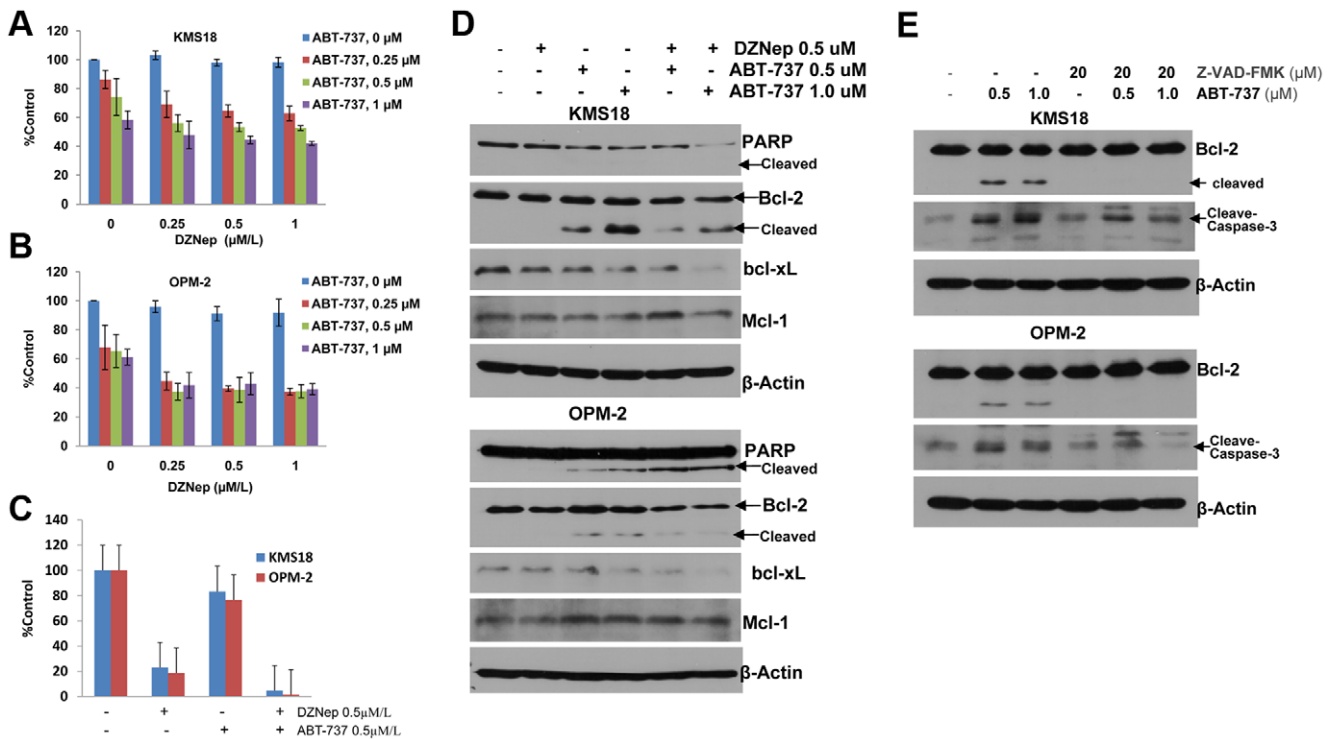 A
KMS18
120
100
80
60
40
20
0
%Control
ABT-737, 0 µM
ABT-737, 0.25 µM
ABT-737, 0.5 µM
ABT-737, 1 µM
0 0.25 0.5 1
DZNep (µM/L)
B
OPM-2
120
100
80
60
40
20
0
%Control
ABT-737, 0 µM
ABT-737, 0.25 µM
ABT-737, 0.5 µM
ABT-737, 1 µM
0 0.25 0.5 1
DZNep (µM/L)
C
140
120
100
80
60
40
20
0
%Control
KMS18
OPM-2
- + - + DZNep 0.5µM/L
- - + + ABT-737 0.5µM/L
D
- + - - + + DZNep 0.5 uM
- - + - + - ABT-737 0.5 uM
- - - + - + ABT-737 1.0 uM
KMS18
PARP
Cleaved
Bcl-2
Cleaved
bcl-xL
Mcl-1
β-Actin
OPM-2
PARP
Cleaved
Bcl-2
Cleaved
bcl-xL
Mcl-1
β-Actin
E
- - - 20 20 20 Z-VAD-FMK (µM)
- 0.5 1.0 - 0.5 1.0 ABT-737 (µM)
KMS18
Bcl-2
cleaved
Cleave-
Caspase-3
β-Actin
OPM-2
Bcl-2
Cleave-
Caspase-3
β-Actin